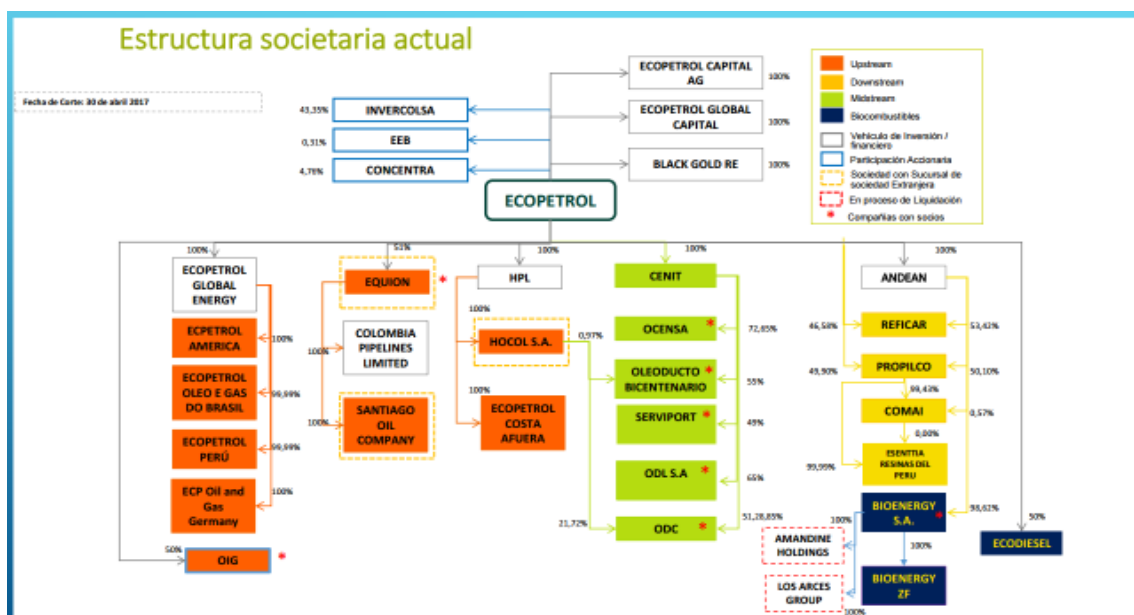 Estructura societaria actual
Fecha de Corte: 30 de abril 2017
ECOPETROL CAPITAL
AG
100%
ECOPETROL GLOBAL
CAPITAL
100%
BLACK GOLD RE
100%
43,35%
INVERCOLSA
0,31%
EEB
4,76%
CONCENTRA
ECOPETROL
Upstream
Downstream
Midstream
Biocombustibles
Vehículo de Inversión /
financiero
Participación Accionaria
Sociedad con Sucursal de
sociedad Extranjera
En proceso de Liquidación
* Compañias con socios
100%
51%
100%
100%
100%
ECOPETROL
GLOBAL
ENERGY
ECPETROL
AMERICA
100%
ECOPETROL
OLEO E GAS
DO BRASIL
99,99%
ECOPETROL
PERÚ
99,99%
ECP Oil and
Gas
Germany
100%
50%
OIG *
EQUION *
100%
COLOMBIA
PIPELINES
LIMITED
100%
SANTIAGO
OIL
COMPANY
HPL
100%
HOCOL S.A.
0,97%
100%
ECOPETROL
COSTA
AFUERA
21,72%
CENIT
OCENSA *
72,65%
OLEODUCTO *
BICENTENARIO
55%
SERVIPORT *
49%
ODL S.A *
65%
ODC *
51,28,85%
ANDEAN
46,58%
REFICAR
53,42%
49,90%
PROPILCO
50,10%
99,43%
COMAI
0,57%
0,00%
99,99%
ESENTTIA
RESINAS DEL
PERU
BIOENERGY
S.A. *
98,62%
100%
AMANDINE
HOLDINGS
100%
LOS ARCES
GROUP
100%
BIOENERGY
ZF
50%
ECODIESEL